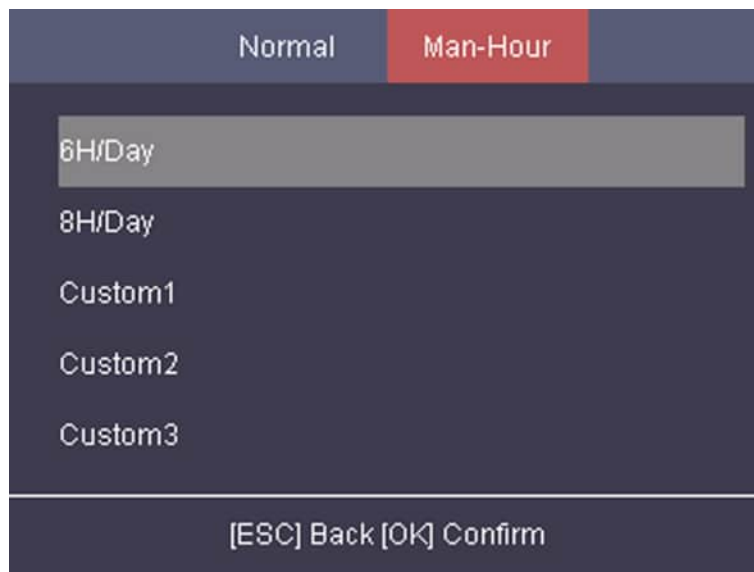 Normal Man-Hour
6H/Day
8H/Day
Custom1
Custom2
Custom3
[ESC] Back [OK] Confirm